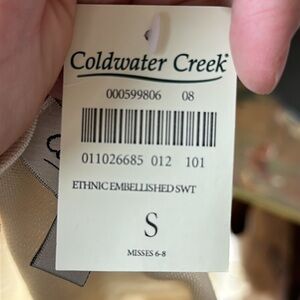 Coldwater Creek®
000599806 08
011026685 012 101
ETHNIC EMBELLISHED SWT
S
MISSES 6-8